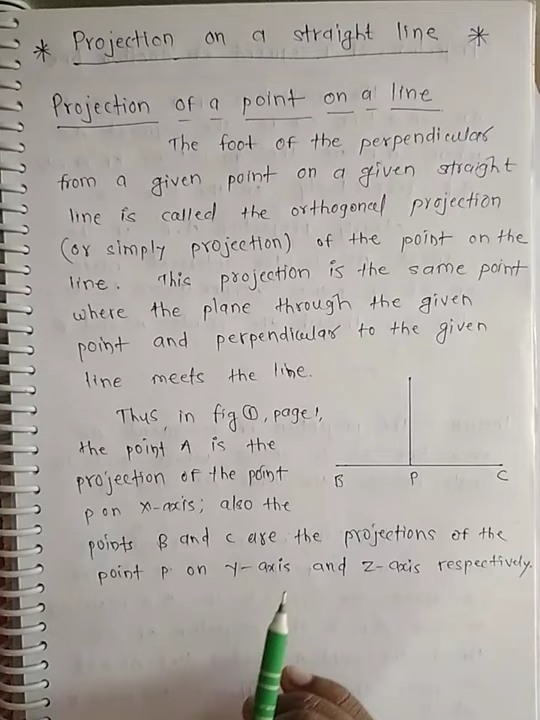 * Projection on a straight line *
Projection of a point on a line
The foot of the perpendicular
from a given point on a given straight
line is called the orthogonal projection
(or simply projection) of the point on the
line. This projection is the same point
where the plane through the given
point and perpendicular to the given
line meets the line.
Thus, in fig ①, page 1,
the point A is the
projection of the point
p on x-axis; also the
B P C
points B and C are the projections of the
point P on Y-axis and Z-axis respectively.